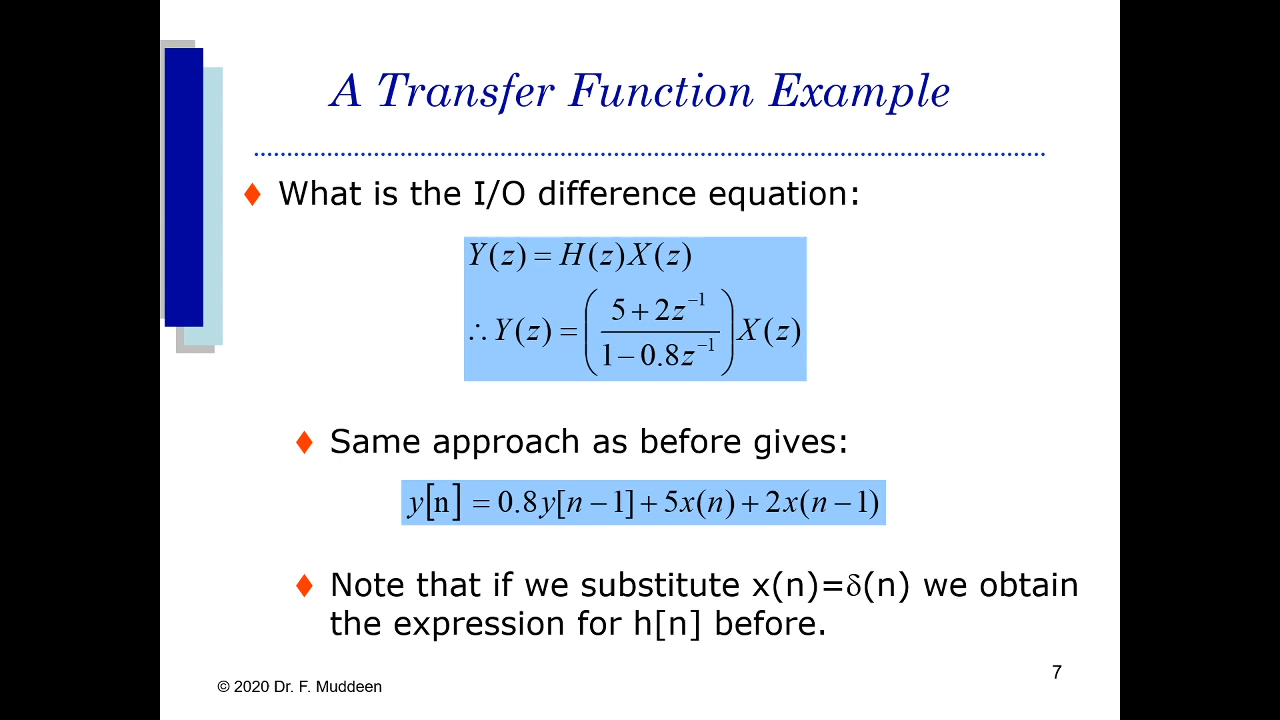 A Transfer Function Example
What is the I/O difference equation:
Y(z) = H(z)X(z)
∴ Y(z) = ( (5 + 2z⁻¹) / (1 − 0.8z⁻¹) ) X(z)
Same approach as before gives:
y[n] = 0.8y[n − 1] + 5x(n) + 2x(n − 1)
Note that if we substitute x(n)=δ(n) we obtain
the expression for h[n] before.
© 2020 Dr. F. Muddeen
7